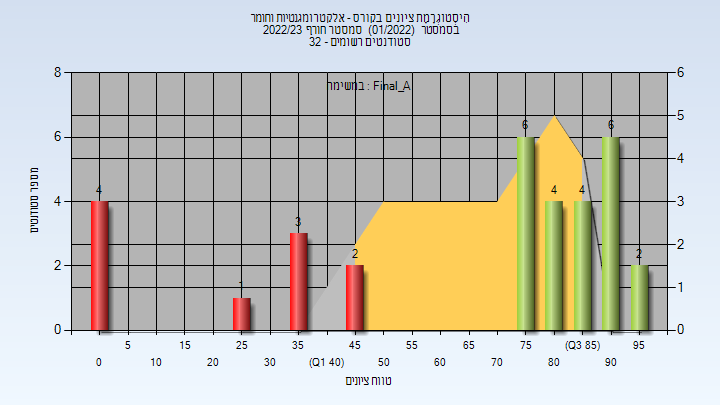 היסטוגרמת ציונים בקורס - אלקטרומגנטיות וחומר
בסמסטר (01/2022) סמסטר חורף 2022/23
סטודנטים רשומים - 32
במשימה : Final_A
8
6
4
2
0
6
5
4
3
2
1
0
מספר סטודנטים
4
1
3
2
6
4
4
6
2
5 15 25 35 45 55 65 75 (Q3 85) 95
0 10 20 30 (Q1 40) 50 60 70 80 90
טווח ציונים